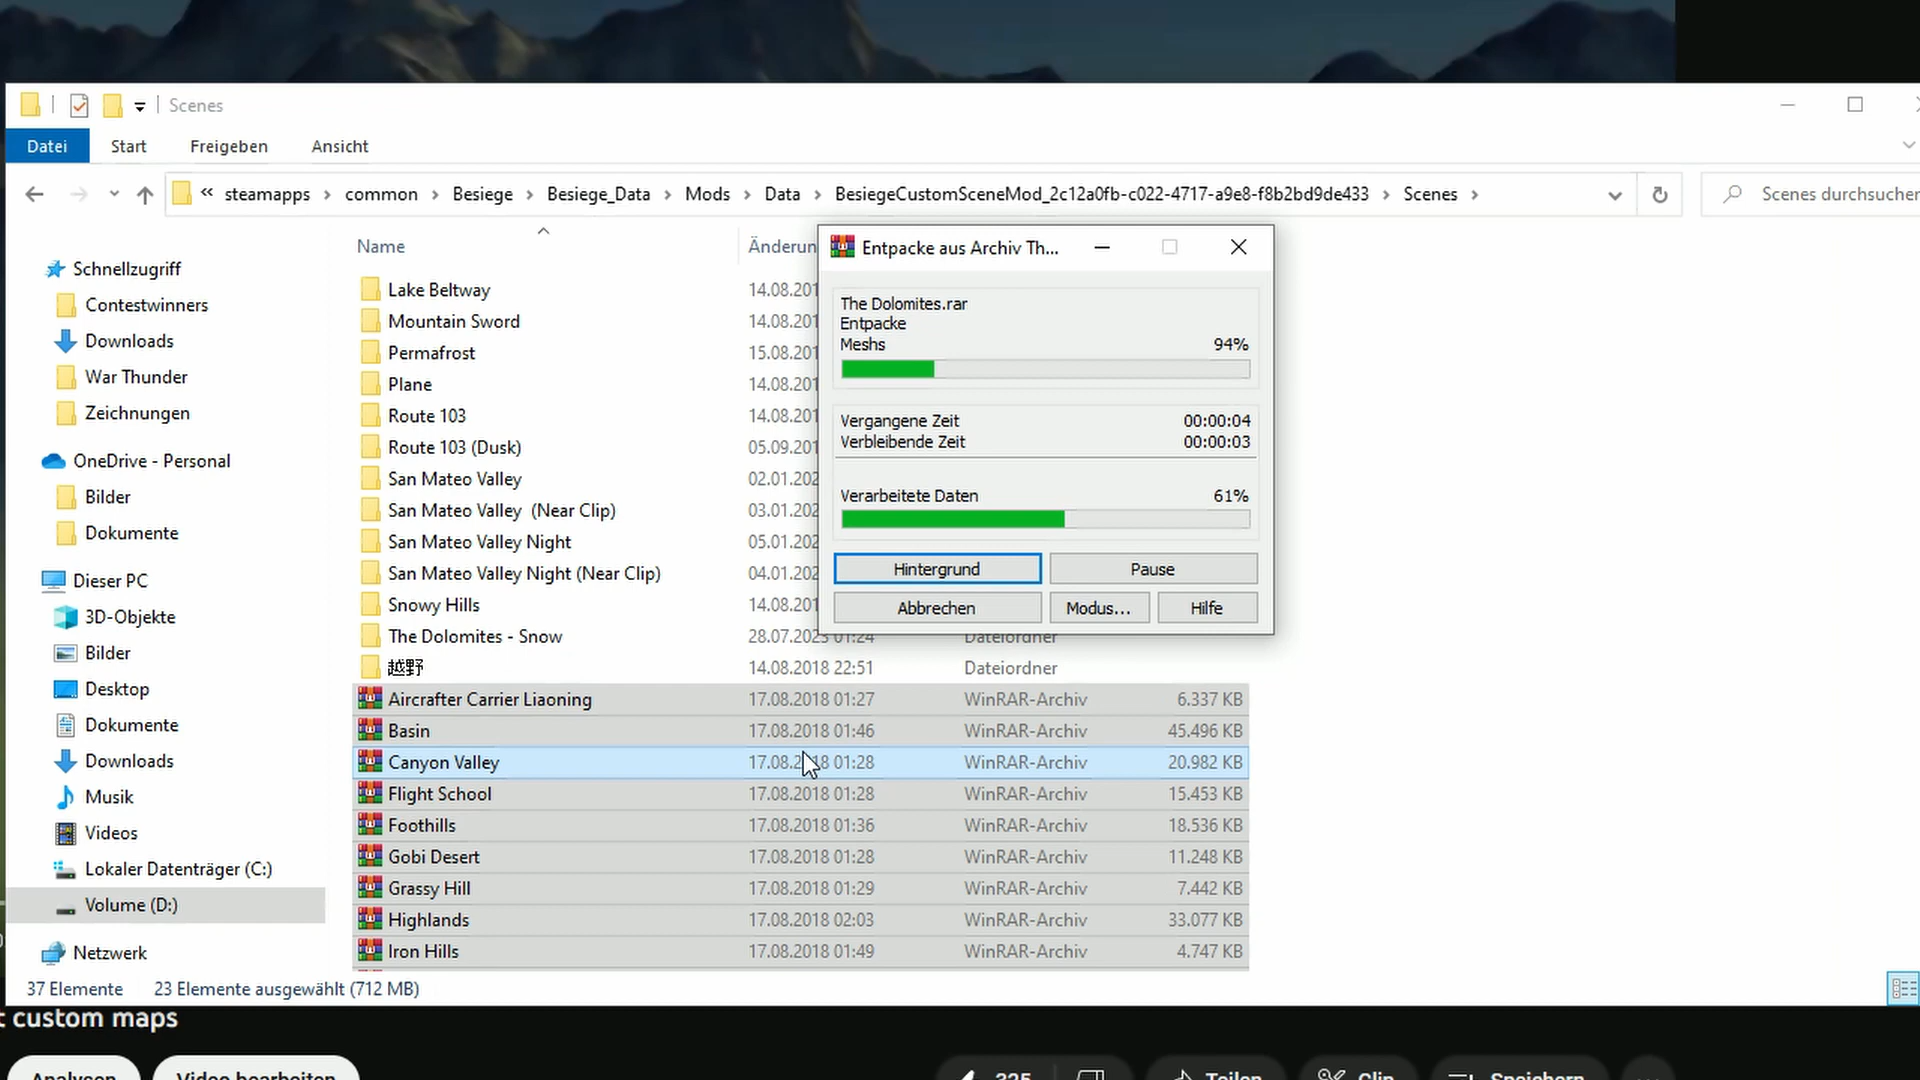 Scenes
Datei Start Freigeben Ansicht
« steamapps › common › Besiege › Besiege_Data › Mods › Data › BesiegeCustomSceneMod_2c12a0fb-c022-4717-a9e8-f8b2bd9de433 › Scenes ›
Scenes durchsuchen
Schnellzugriff
Contestwinners
Downloads
War Thunder
Zeichnungen
OneDrive - Personal
Bilder
Dokumente
Dieser PC
3D-Objekte
Bilder
Desktop
Dokumente
Downloads
Musik
Videos
Lokaler Datenträger (C:)
Volume (D:)
Netzwerk
Name Änderun
Lake Beltway 14.08.201
Mountain Sword 14.08.201
Permafrost 15.08.201
Plane 14.08.201
Route 103 14.08.201
Route 103 (Dusk) 05.09.201
San Mateo Valley 02.01.202
San Mateo Valley (Near Clip) 03.01.202
San Mateo Valley Night 05.01.202
San Mateo Valley Night (Near Clip) 04.01.202
Snowy Hills 14.08.201
The Dolomites - Snow 28.07.2023 01:24 Dateiordner
越野 14.08.2018 22:51 Dateiordner
Aircrafter Carrier Liaoning 17.08.2018 01:27 WinRAR-Archiv 6.337 KB
Basin 17.08.2018 01:46 WinRAR-Archiv 45.496 KB
Canyon Valley 17.08.2018 01:28 WinRAR-Archiv 20.982 KB
Flight School 17.08.2018 01:28 WinRAR-Archiv 15.453 KB
Foothills 17.08.2018 01:36 WinRAR-Archiv 18.536 KB
Gobi Desert 17.08.2018 01:28 WinRAR-Archiv 11.248 KB
Grassy Hill 17.08.2018 01:29 WinRAR-Archiv 7.442 KB
Highlands 17.08.2018 02:03 WinRAR-Archiv 33.077 KB
Iron Hills 17.08.2018 01:49 WinRAR-Archiv 4.747 KB
Entpacke aus Archiv Th...
The Dolomites.rar
Entpacke
Meshs 94%
Vergangene Zeit 00:00:04
Verbleibende Zeit 00:00:03
Verarbeitete Daten 61%
Hintergrund Pause
Abbrechen Modus... Hilfe
37 Elemente 23 Elemente ausgewählt (712 MB)
t custom maps
Analysen Video bearbeiten 325 Teilen Clip Speichern